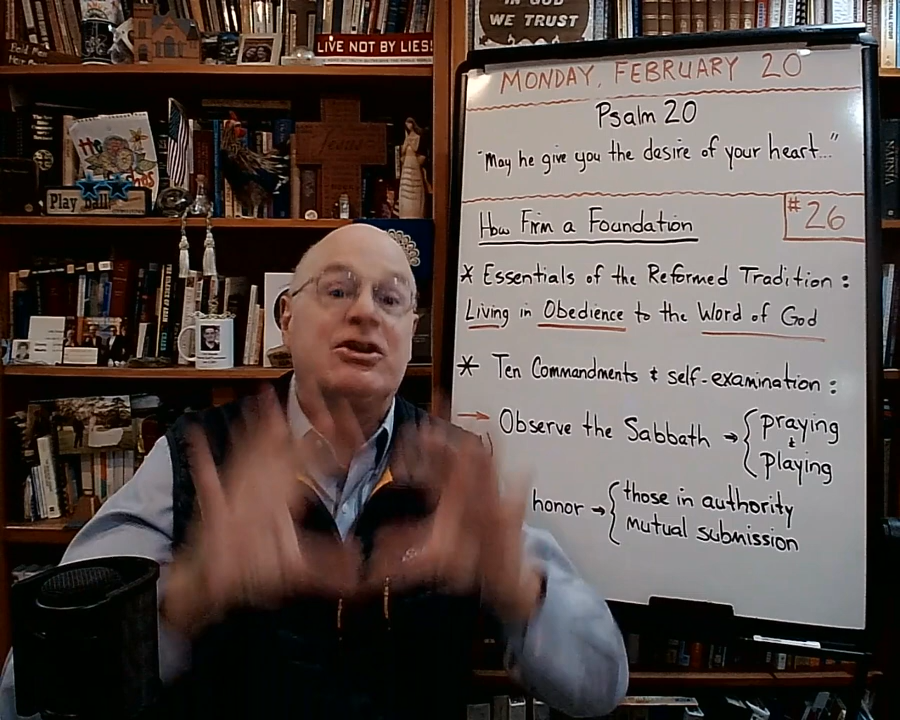 IN GOD
WE TRUST
LIVE NOT BY LIES!
Play ball
MONDAY, FEBRUARY 20
Psalm 20
"May he give you the desire of your heart..."
How Firm a Foundation
#26
* Essentials of the Reformed Tradition:
Living in Obedience to the Word of God
* Ten Commandments & self-examination:
→ Observe the Sabbath → { praying
&
playing
honor → { those in authority
mutual submission
Jesus
NARNIA